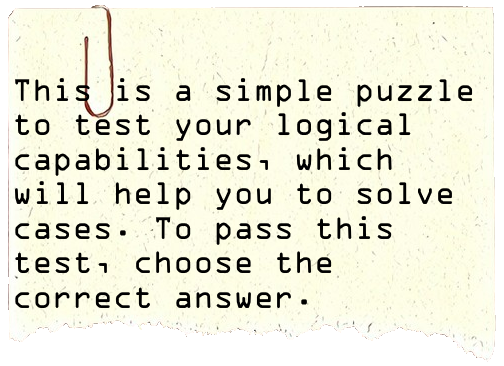 This is a simple puzzle
to test your logical
capabilities, which
will help you to solve
cases. To pass this
test, choose the
correct answer.